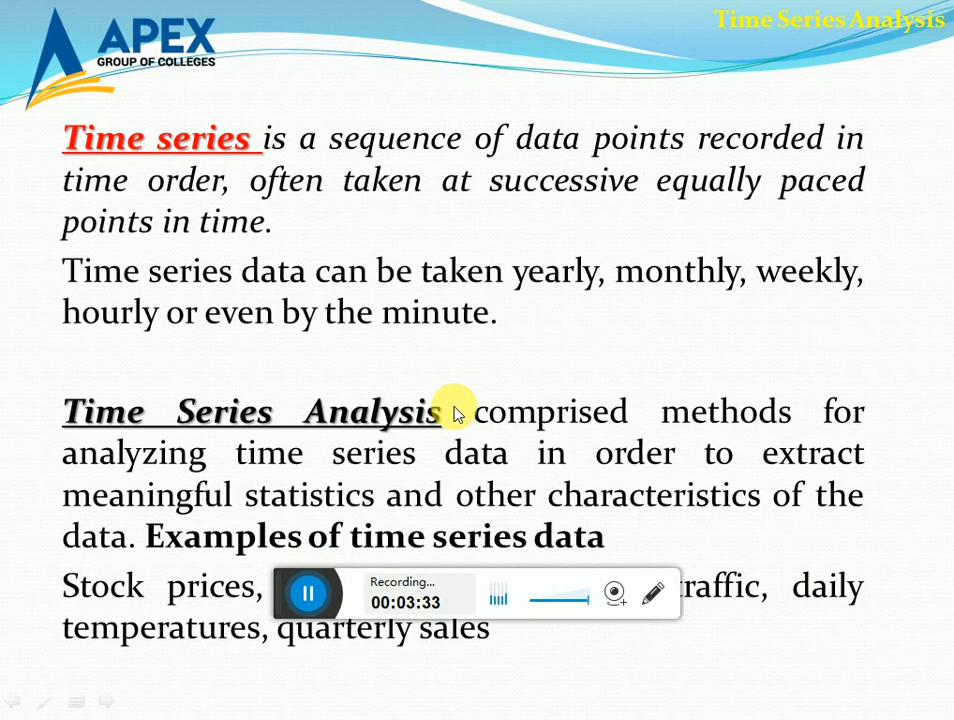 APEX
GROUP OF COLLEGES
Time Series Analysis
Time series is a sequence of data points recorded in
time order, often taken at successive equally paced
points in time.
Time series data can be taken yearly, monthly, weekly,
hourly or even by the minute.
Time Series Analysis comprised methods for
analyzing time series data in order to extract
meaningful statistics and other characteristics of the
data. Examples of time series data
Stock prices, traffic, daily
temperatures, quarterly sales
Recording...
00:03:33